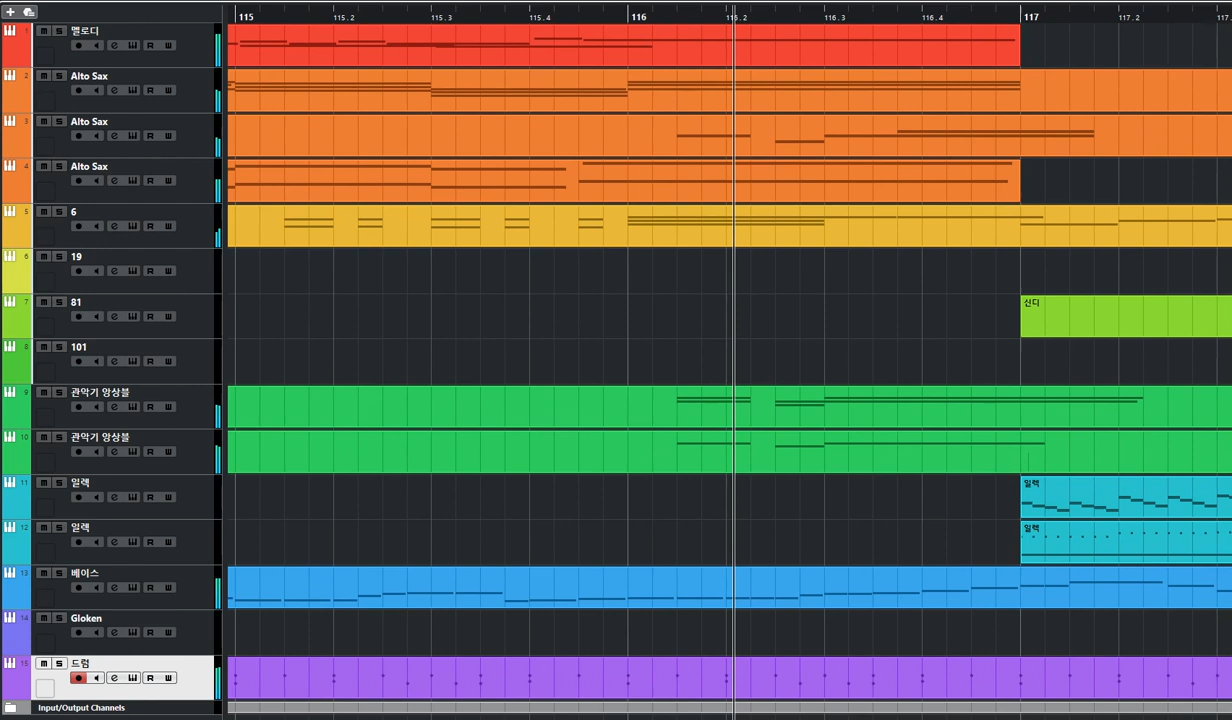 115 115.2 115.3 115.4 116 116.2 116.3 116.4 117 117.2 117.
1 M S 멜로디
e R W
2 M S Alto Sax
e R W
3 M S Alto Sax
e R W
4 M S Alto Sax
e R W
5 M S 6
e R W
6 M S 19
e R W
7 M S 81 신디
e R W
8 M S 101
e R W
9 M S 관악기 앙상블
e R W
10 M S 관악기 앙상블
e R W
11 M S 일렉 일렉
e R W
12 M S 일렉 일렉
e R W
13 M S 베이스
e R W
14 M S Gloken
e R W
15 M S 드럼
e R W
Input/Output Channels